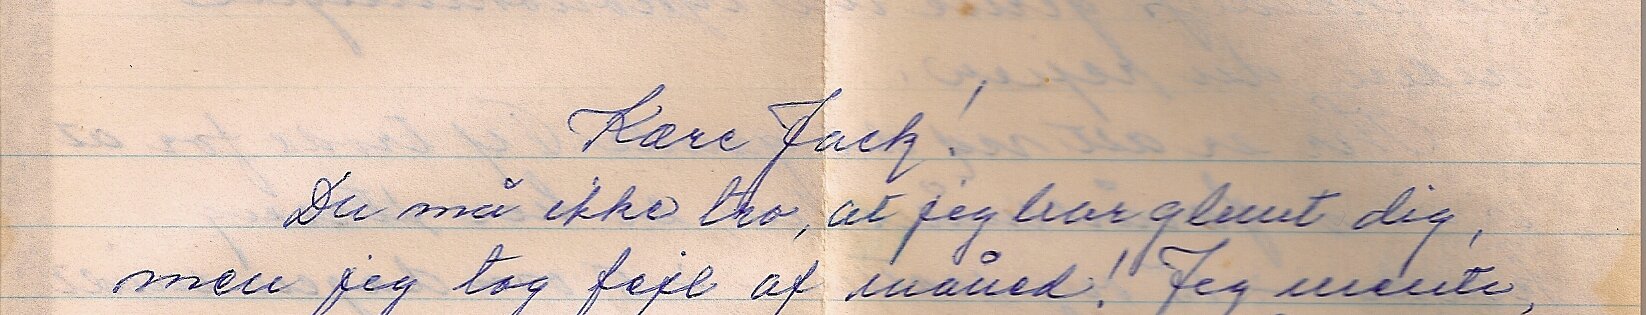 Kære Jack!
Du må ikke tro, at jeg har glemt dig,
men jeg tog fejl af måned! Jeg mente,